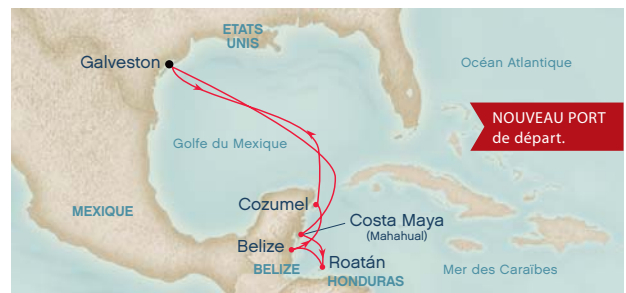 ETATS
UNIS
Galveston
Océan Atlantique
NOUVEAU PORT
de départ.
Golfe du Mexique
Cozumel
MEXIQUE
Costa Maya
(Mahahual)
Belize
BELIZE
Roatán
HONDURAS
Mer des Caraïbes